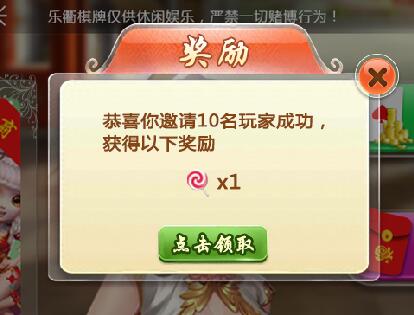 乐衢棋牌仅供休闲娱乐，严禁一切赌博行为！
奖励
恭喜你邀请10名玩家成功，
获得以下奖励
x1
点击领取